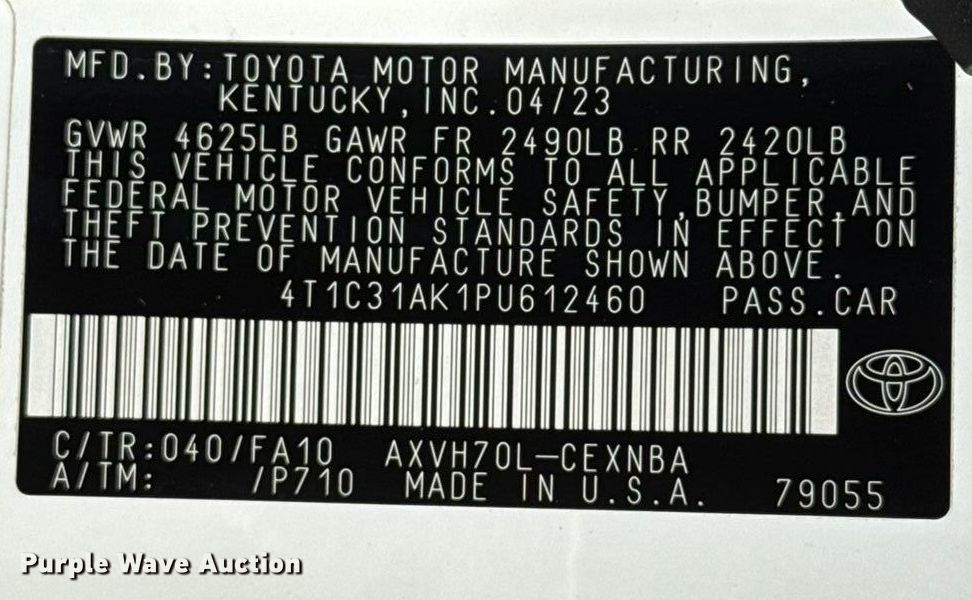 MFD.BY:TOYOTA MOTOR MANUFACTURING,
KENTUCKY,INC.04/23
GVWR 4625LB GAWR FR 2490LB RR 2420LB
THIS VEHICLE CONFORMS TO ALL APPLICABLE
FEDERAL MOTOR VEHICLE SAFETY,BUMPER,AND
THEFT PREVENTION STANDARDS IN EFFECT ON
THE DATE OF MANUFACTURE SHOWN ABOVE.
4T1C31AK1PU612460 PASS.CAR
C/TR:040/FA10 AXVH70L-CEXNBA
A/TM: /P710 MADE IN U.S.A. 79055
Purple Wave Auction